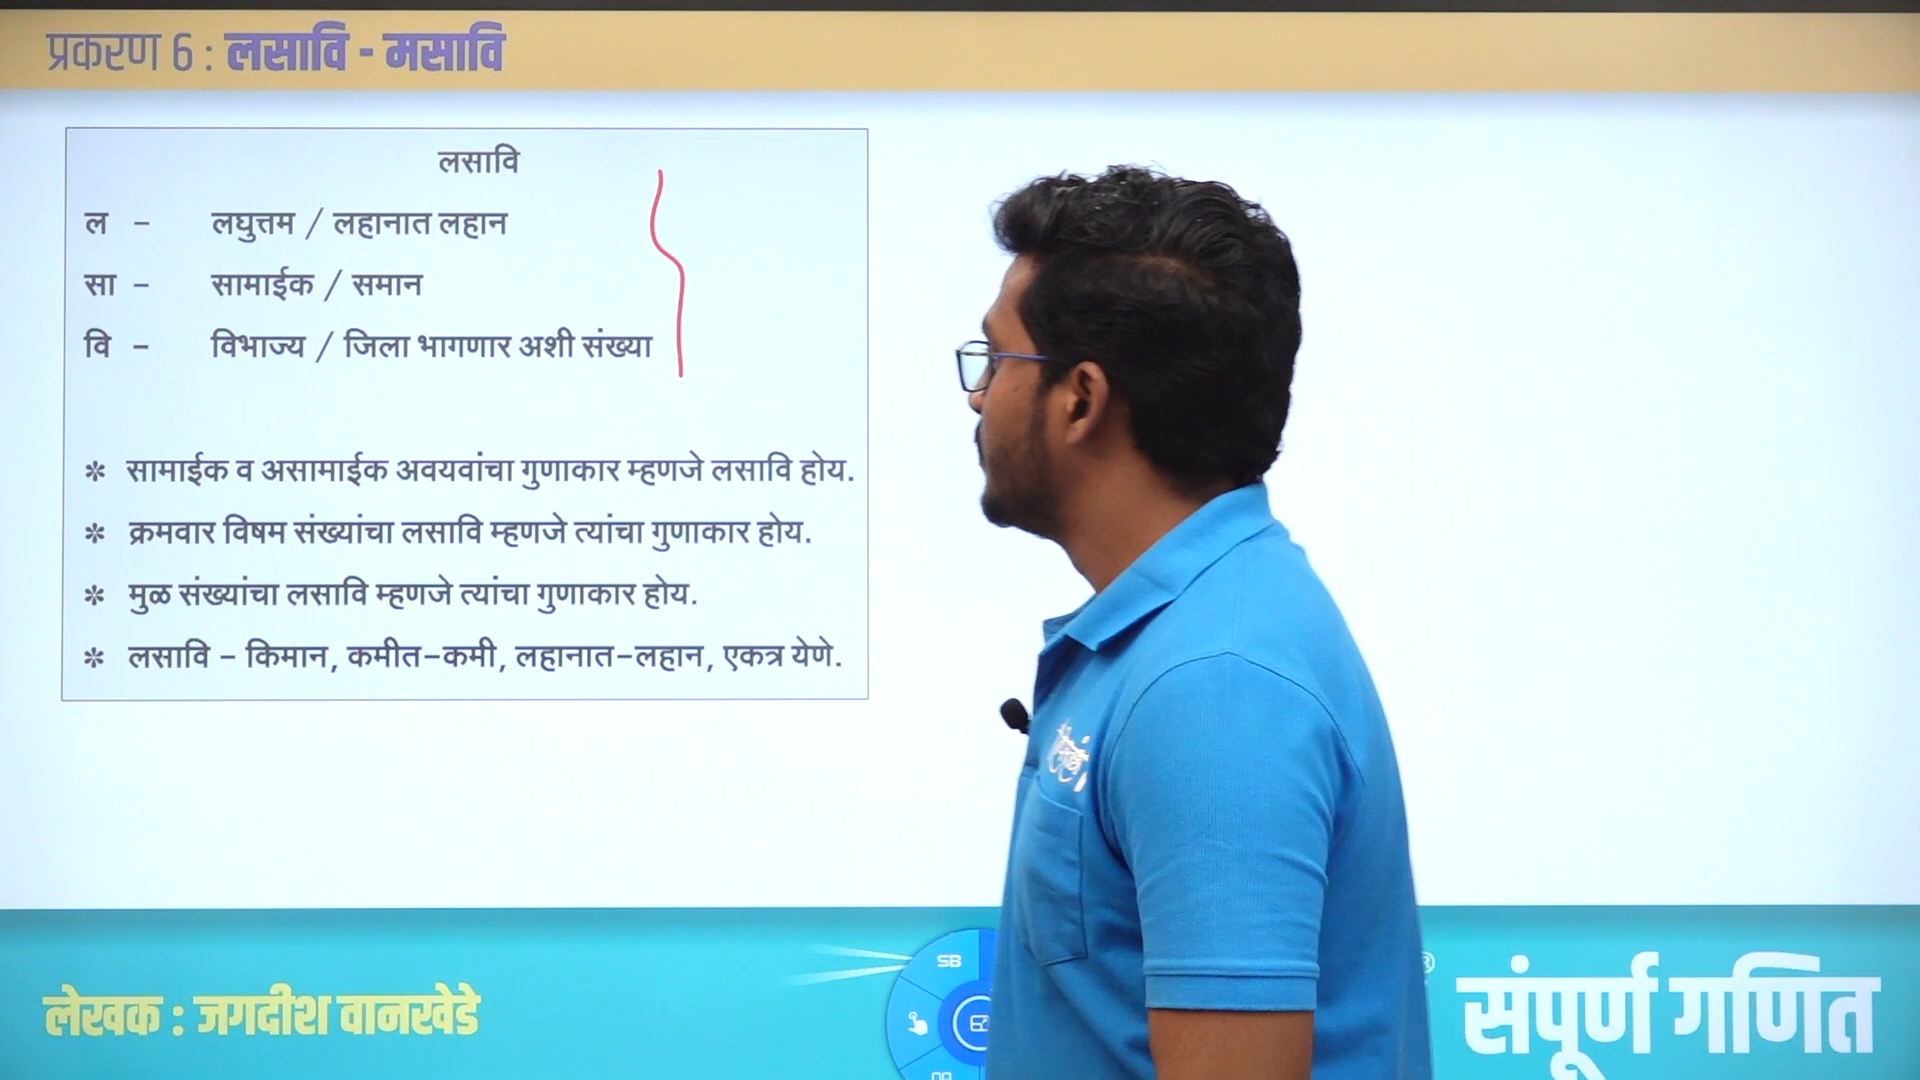 प्रकरण 6 : लसावि - मसावि
लसावि
ल - लघुत्तम / लहानात लहान
सा - सामाईक / समान
वि - विभाज्य / जिला भागणार अशी संख्या
* सामाईक व असामाईक अवयवांचा गुणाकार म्हणजे लसावि होय.
* क्रमवार विषम संख्यांचा लसावि म्हणजे त्यांचा गुणाकार होय.
* मुळ संख्यांचा लसावि म्हणजे त्यांचा गुणाकार होय.
* लसावि - किमान, कमीत-कमी, लहानात-लहान, एकत्र येणे.
SB
लेखक : जगदीश वानखेडे
® संपूर्ण गणित